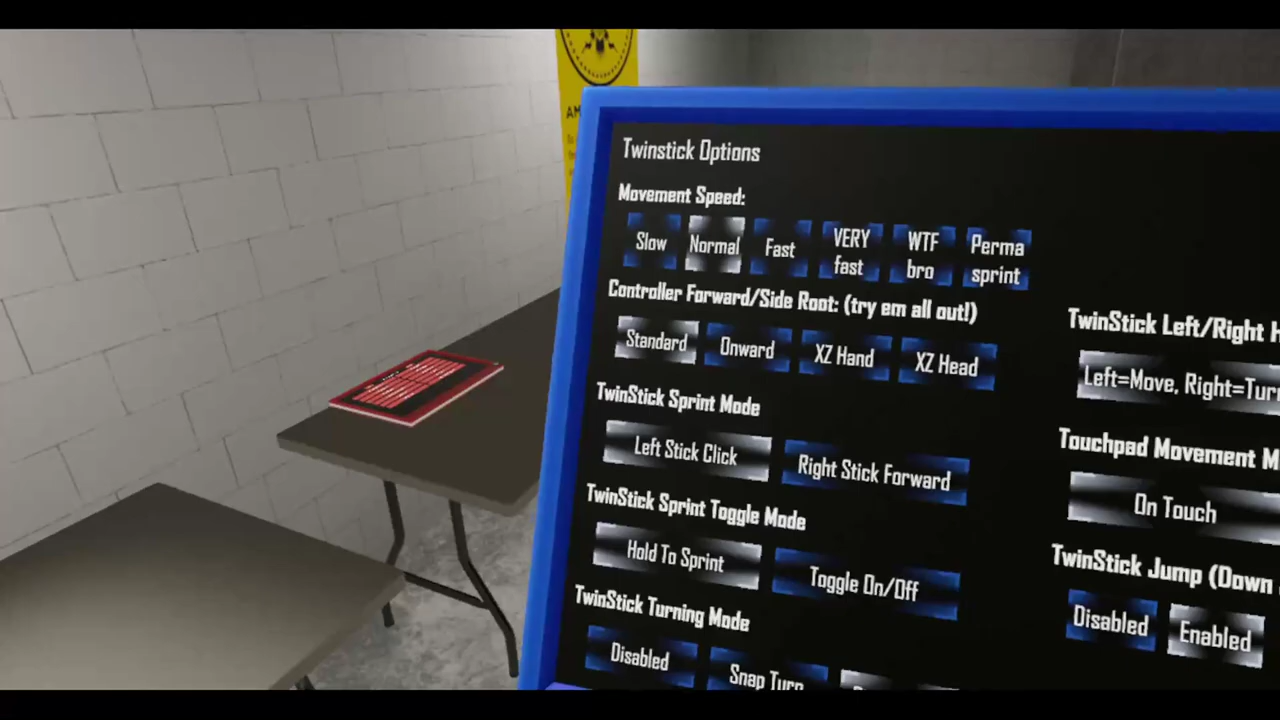 AM
Twinstick Options
Movement Speed:
Slow
Normal
Fast
VERY
fast
WTF
bro
Perma
sprint
Controller Forward/Side Root: (try em all out!)
Standard
Onward
XZ Hand
XZ Head
TwinStick Sprint Mode
Left Stick Click
Right Stick Forward
TwinStick Sprint Toggle Mode
Hold To Sprint
Toggle On/Off
TwinStick Turning Mode
Disabled
Snap Turn
TwinStick Left/Right H
Left=Move, Right=Turn
Touchpad Movement M
On Touch
TwinStick Jump (Down
Disabled
Enabled